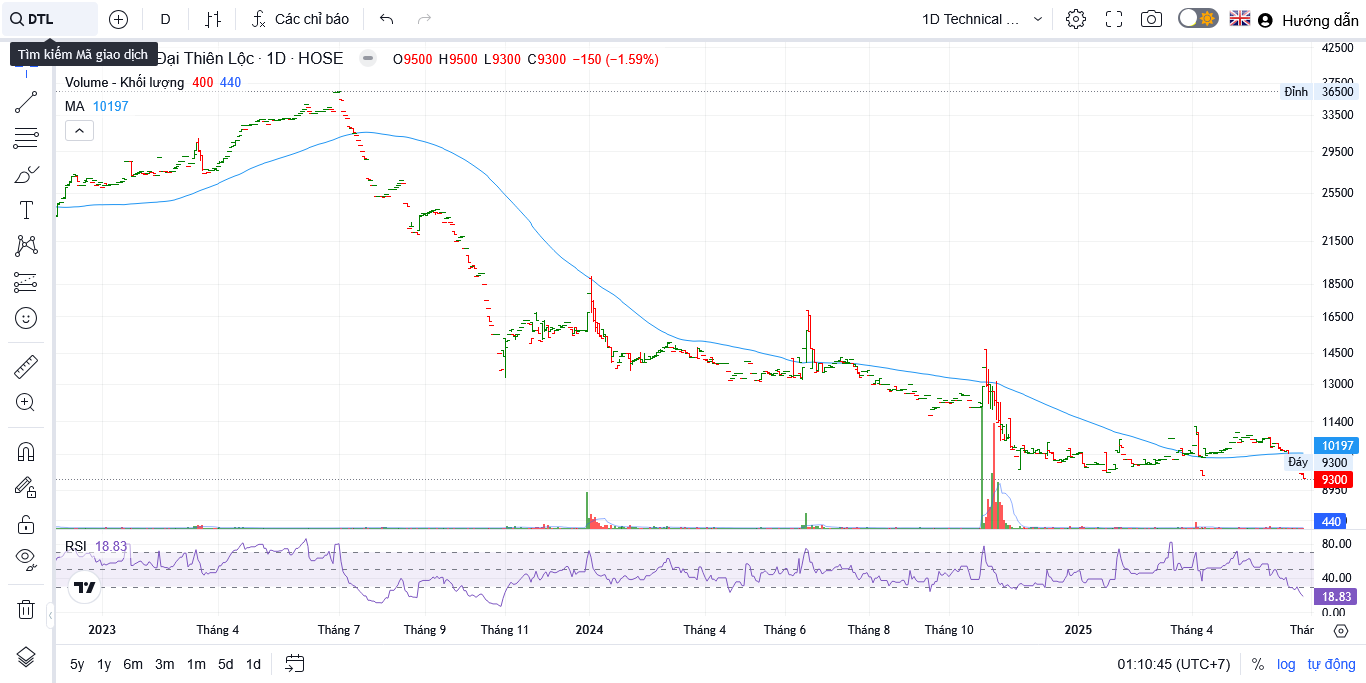 DTL
D
Các chỉ báo
1D Technical ...
Hướng dẫn
Tìm kiếm Mã giao dịch
Đại Thiên Lộc · 1D · HOSE
O9500 H9500 L9300 C9300 −150 (−1.59%)
Volume - Khối lượng 400 440
MA 10197
42500
37500
Đỉnh 36500
33500
29500
25500
21500
18500
16500
14500
13000
11400
10197
Đáy 9300
9300
8950
440
RSI 18.83
80.00
40.00
18.83
0.00
2023 Tháng 4 Tháng 7 Tháng 9 Tháng 11 2024 Tháng 4 Tháng 6 Tháng 8 Tháng 10 2025 Tháng 4 Thár
5y 1y 6m 3m 1m 5d 1d
01:10:45 (UTC+7) % log tự động